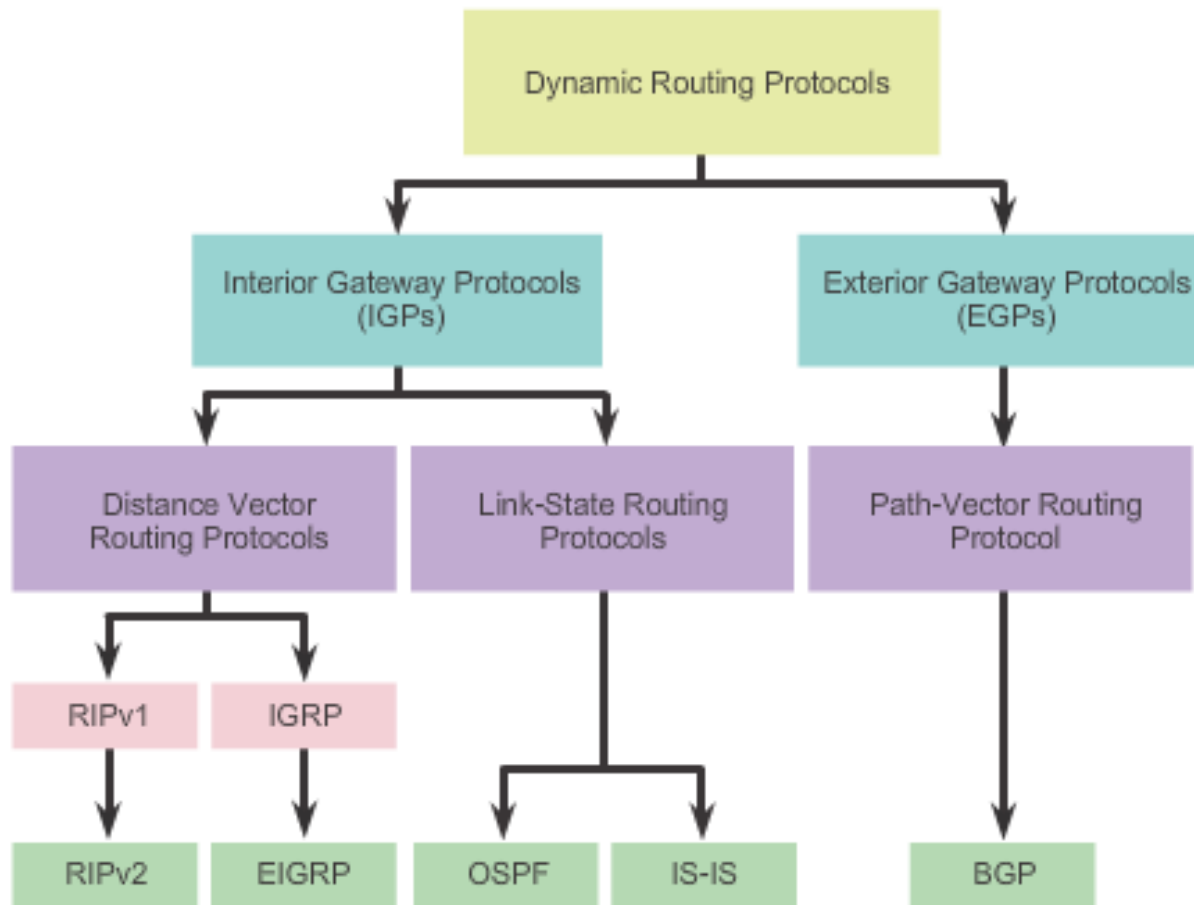 Dynamic Routing Protocols
Interior Gateway Protocols
(IGPs)
Exterior Gateway Protocols
(EGPs)
Distance Vector
Routing Protocols
Link-State Routing
Protocols
Path-Vector Routing
Protocol
RIPv1
IGRP
RIPv2
EIGRP
OSPF
IS-IS
BGP